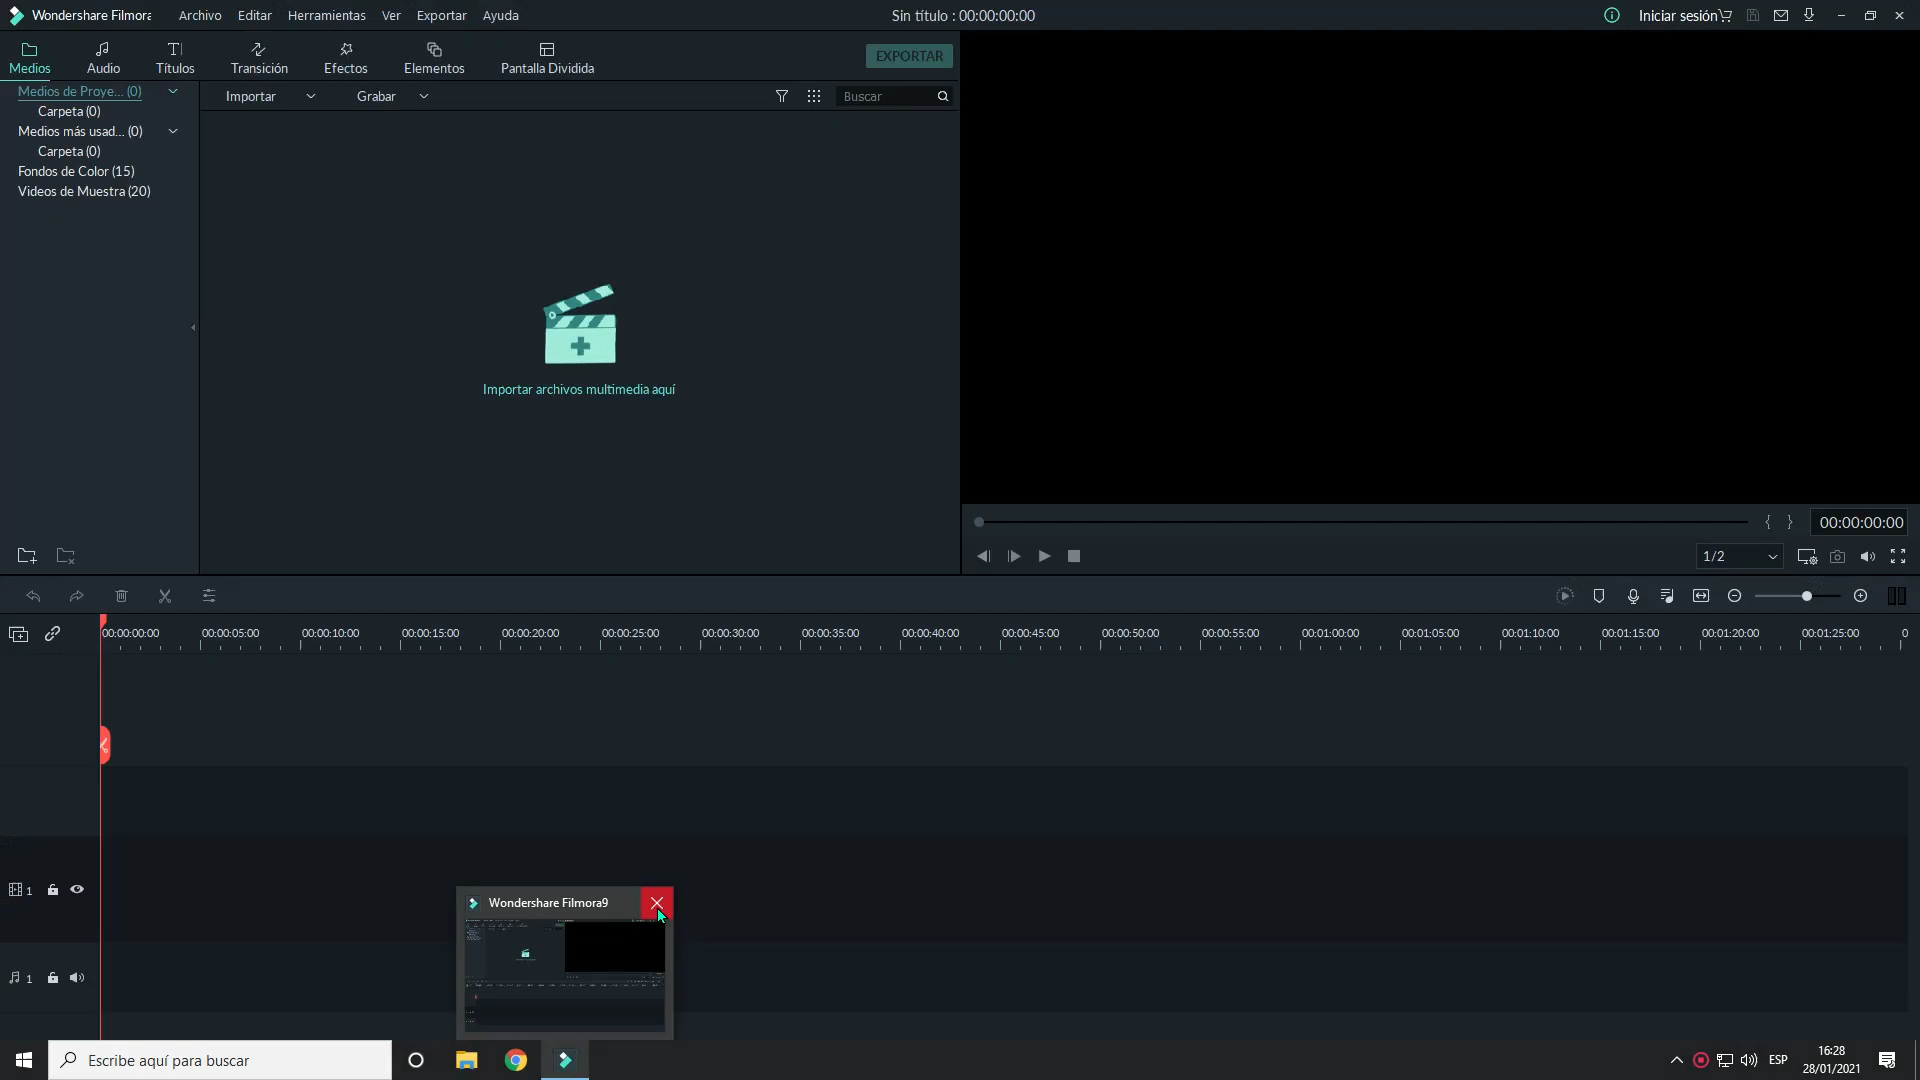 Wondershare Filmora
Archivo Editar Herramientas Ver Exportar Ayuda
Sin título : 00:00:00:00
Iniciar sesión
Medios Audio Títulos Transición Efectos Elementos Pantalla Dividida
EXPORTAR
Medios de Proye... (0)
Carpeta (0)
Medios más usad... (0)
Carpeta (0)
Fondos de Color (15)
Videos de Muestra (20)
Importar Grabar Buscar
Importar archivos multimedia aquí
{ } 00:00:00:00
1/2
00:00:00:00 00:00:05:00 00:00:10:00 00:00:15:00 00:00:20:00 00:00:25:00 00:00:30:00 00:00:35:00 00:00:40:00 00:00:45:00 00:00:50:00 00:00:55:00 00:01:00:00 00:01:05:00 00:01:10:00 00:01:15:00 00:01:20:00 00:01:25:00 0
1
Wondershare Filmora9
1
Escribe aquí para buscar
ESP
16:28
28/01/2021